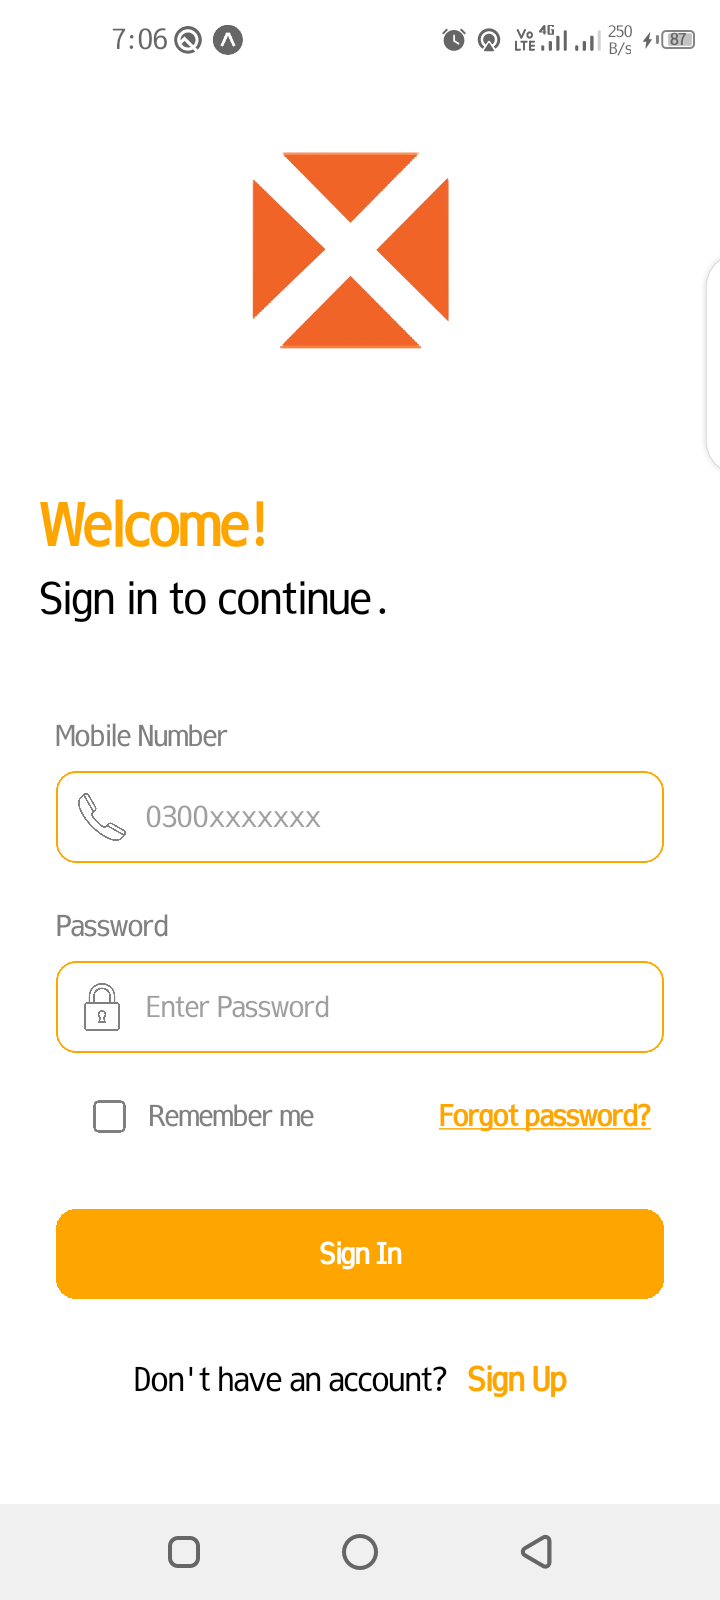 7:06 Vo LTE 4G 250 B/s 87
Welcome!
Sign in to continue.
Mobile Number
0300xxxxxxx
Password
Enter Password
Remember me Forgot password?
Sign In
Don't have an account? Sign Up